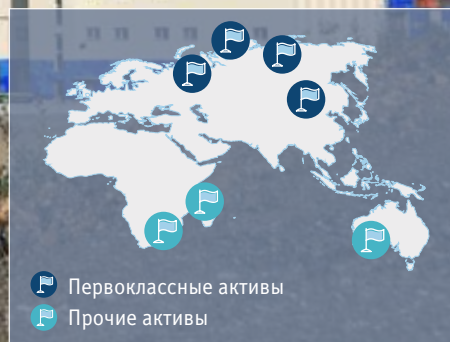 Первоклассные активы
Прочие активы